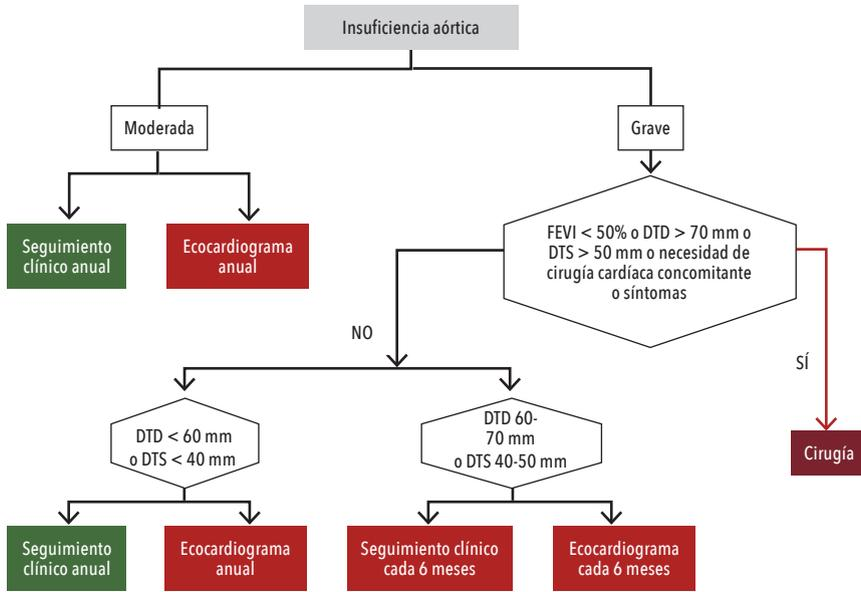 Insuficiencia aórtica
Moderada
Grave
Seguimiento
clínico anual
Ecocardiograma
anual
FEVI < 50% o DTD > 70 mm o
DTS > 50 mm o necesidad de
cirugía cardíaca concomitante
o síntomas
NO
SÍ
DTD < 60 mm
o DTS < 40 mm
DTD 60-
70 mm
o DTS 40-50 mm
Cirugía
Seguimiento
clínico anual
Ecocardiograma
anual
Seguimiento clínico
cada 6 meses
Ecocardiograma
cada 6 meses